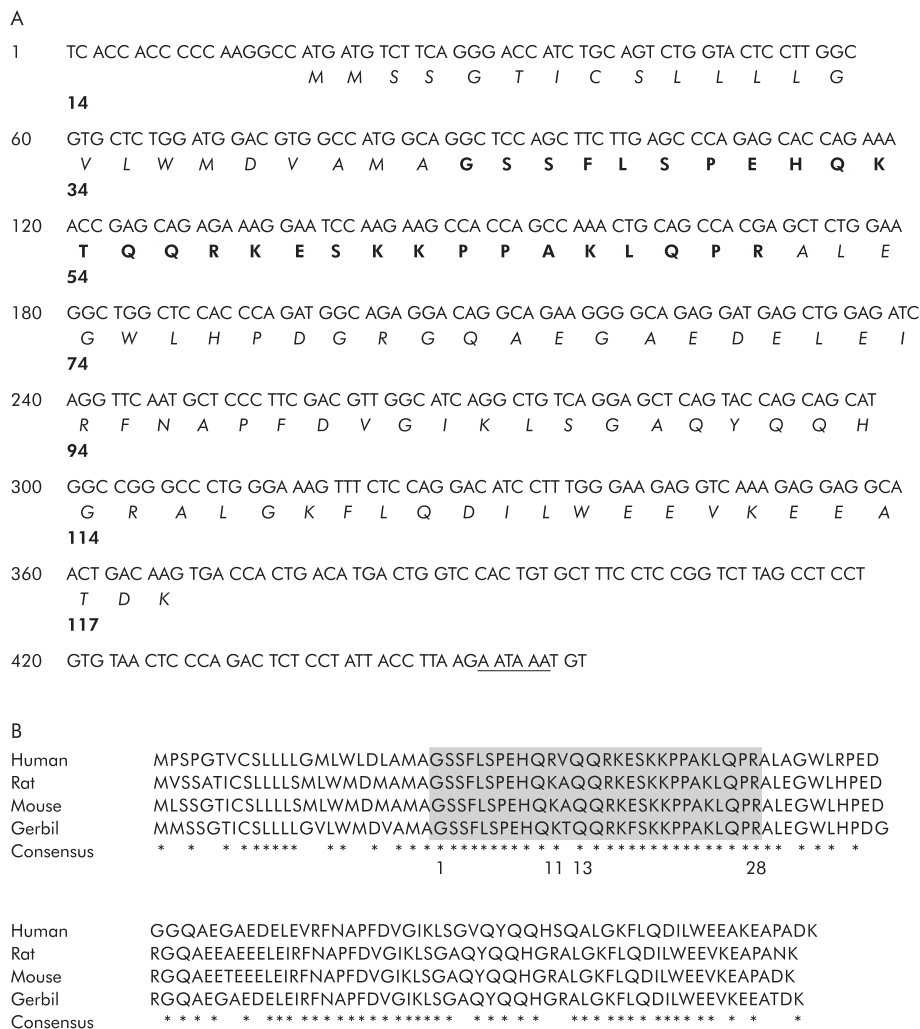 A
1 TC ACC ACC CCC AAGGCC ATG ATG TCT TCA GGG ACC ATC TGC AGT CTG GTA CTC CTT GGC
M M S S G T I C S L L L L G
14
60 GTG CTC TGG ATG GAC GTG GCC ATG GCA GGC TCC AGC TTC TTGAGC CCA GAG CAC CAG AAA
V L W M D V A M A G S S F L S P E H Q K
34
120 ACC GAG CAG AGA AAG GAA TCC AAG AAG CCA CCA GCC AAA CTG CAG CCA CGA GCT CTG GAA
T Q Q R K E S K K P P A K L Q P R A L E
54
180 GGC TGG CTC CAC CCA GAT GGC AGA GGA CAG GCA GAA GGG GCA GAG GAT GAG CTG GAG ATC
G W L H P D G R G Q A E G A E D E L E I
74
240 AGG TTC AAT GCT CCC TTC GAC GTT GGC ATC AGG CTG TCA GGA GCT CAG TAC CAG CAG CAT
R F N A P F D V G I K L S G A Q Y Q Q H
94
300 GGC CGG GCC CTG GGA AAG TTT CTC CAG GAC ATC CTT TGG GAA GAG GTC AAA GAG GAG GCA
G R A L G K F L Q D I L W E E V K E E A
114
360 ACT GAC AAG TGA CCA CTG ACA TGA CTG GTC CAC TGT GCT TTC CTC CGG TCT TAG CCT CCT
T D K
117
420 GTG TAA CTC CCA GAC TCT CCT ATT ACC TTA AGA ATA AAT GT
B
Human MPSPGTVCSLLLLGMLWLDLAMAGSSFLSPEHQRVQQRKESKKPPAKLQPRALAGWLRPED
Rat MVSSATICSLLLLSMLWMDMAMAGSSFLSPEHQKAQQRKESKKPPAKLQPRALEGWLHPED
Mouse MLSSGTICSLLLLSMLWMDMAMAGSSFLSPEHQKAQQRKESKKPPAKLQPRALEGWLHPED
Gerbil MMSSGTICSLLLLGVLWMDVAMAGSSFLSPEHQKTQQRKFSKKPPAKLQPRALEGWLHPDG
Consensus * * * * * * * * * * * * * * * * * * * * * * * * * * * * * * * * * * * * * * * * * * * * * * * *
1 11 13 28
Human GGQAEGAEDELEVRFNAPFDVGIKLSGVQYQQHSQALGKFLQDILWEEAKEAPADK
Rat RGQAEEAEEELEIRFNAPFDVGIKLSGAQYQQHGRALGKFLQDILWEEVKEAPANK
Mouse RGQAEETEEELEIRFNAPFDVGIKLSGAQYQQHGRALGKFLQDILWEEVKEAPADK
Gerbil RGQAEGAEDELEIRFNAPFDVGIKLSGAQYQQHGRALGKFLQDILWEEVKEEATDK
Consensus * * * * * * * * * * * * * * * * * * * * * * * * * * * * * * * * * * * * * * * * * * * *